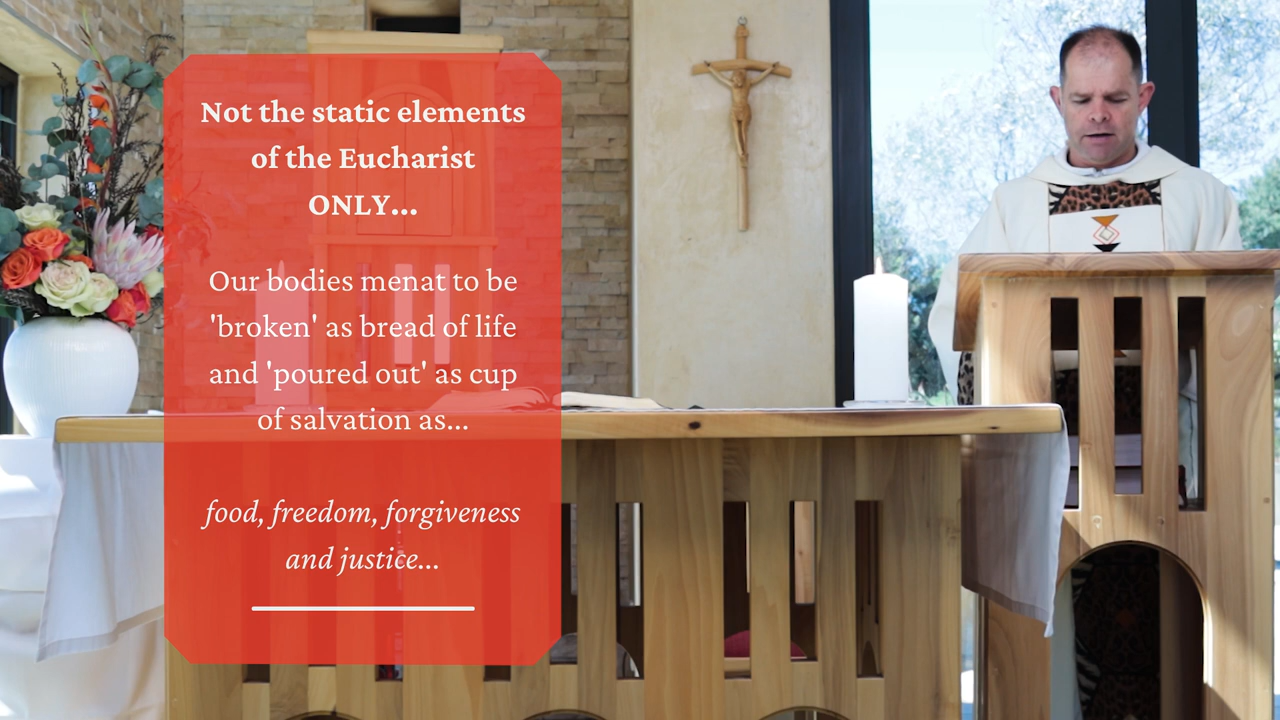 Not the static elements
of the Eucharist
ONLY...
Our bodies menat to be
'broken' as bread of life
and 'poured out' as cup
of salvation as...
food, freedom, forgiveness
and justice...